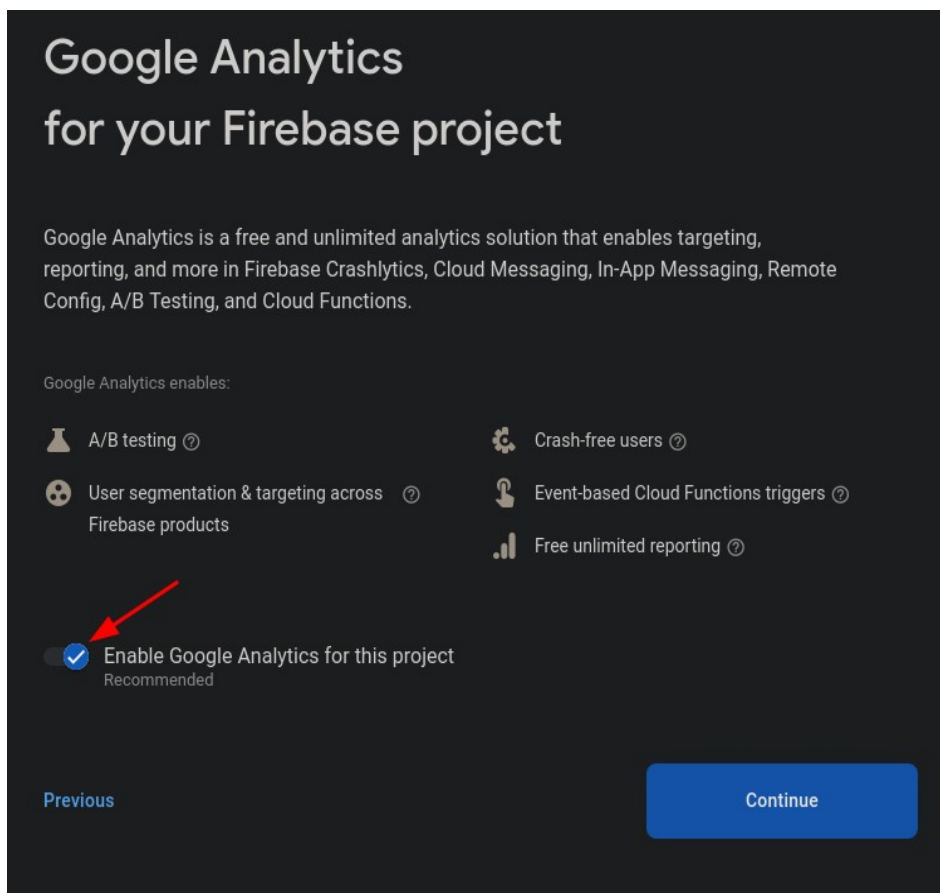 Google Analytics
for your Firebase project
Google Analytics is a free and unlimited analytics solution that enables targeting,
reporting, and more in Firebase Crashlytics, Cloud Messaging, In-App Messaging, Remote
Config, A/B Testing, and Cloud Functions.
Google Analytics enables:
A/B testing
User segmentation & targeting across
Firebase products
Crash-free users
Event-based Cloud Functions triggers
Free unlimited reporting
Enable Google Analytics for this project
Recommended
Previous
Continue